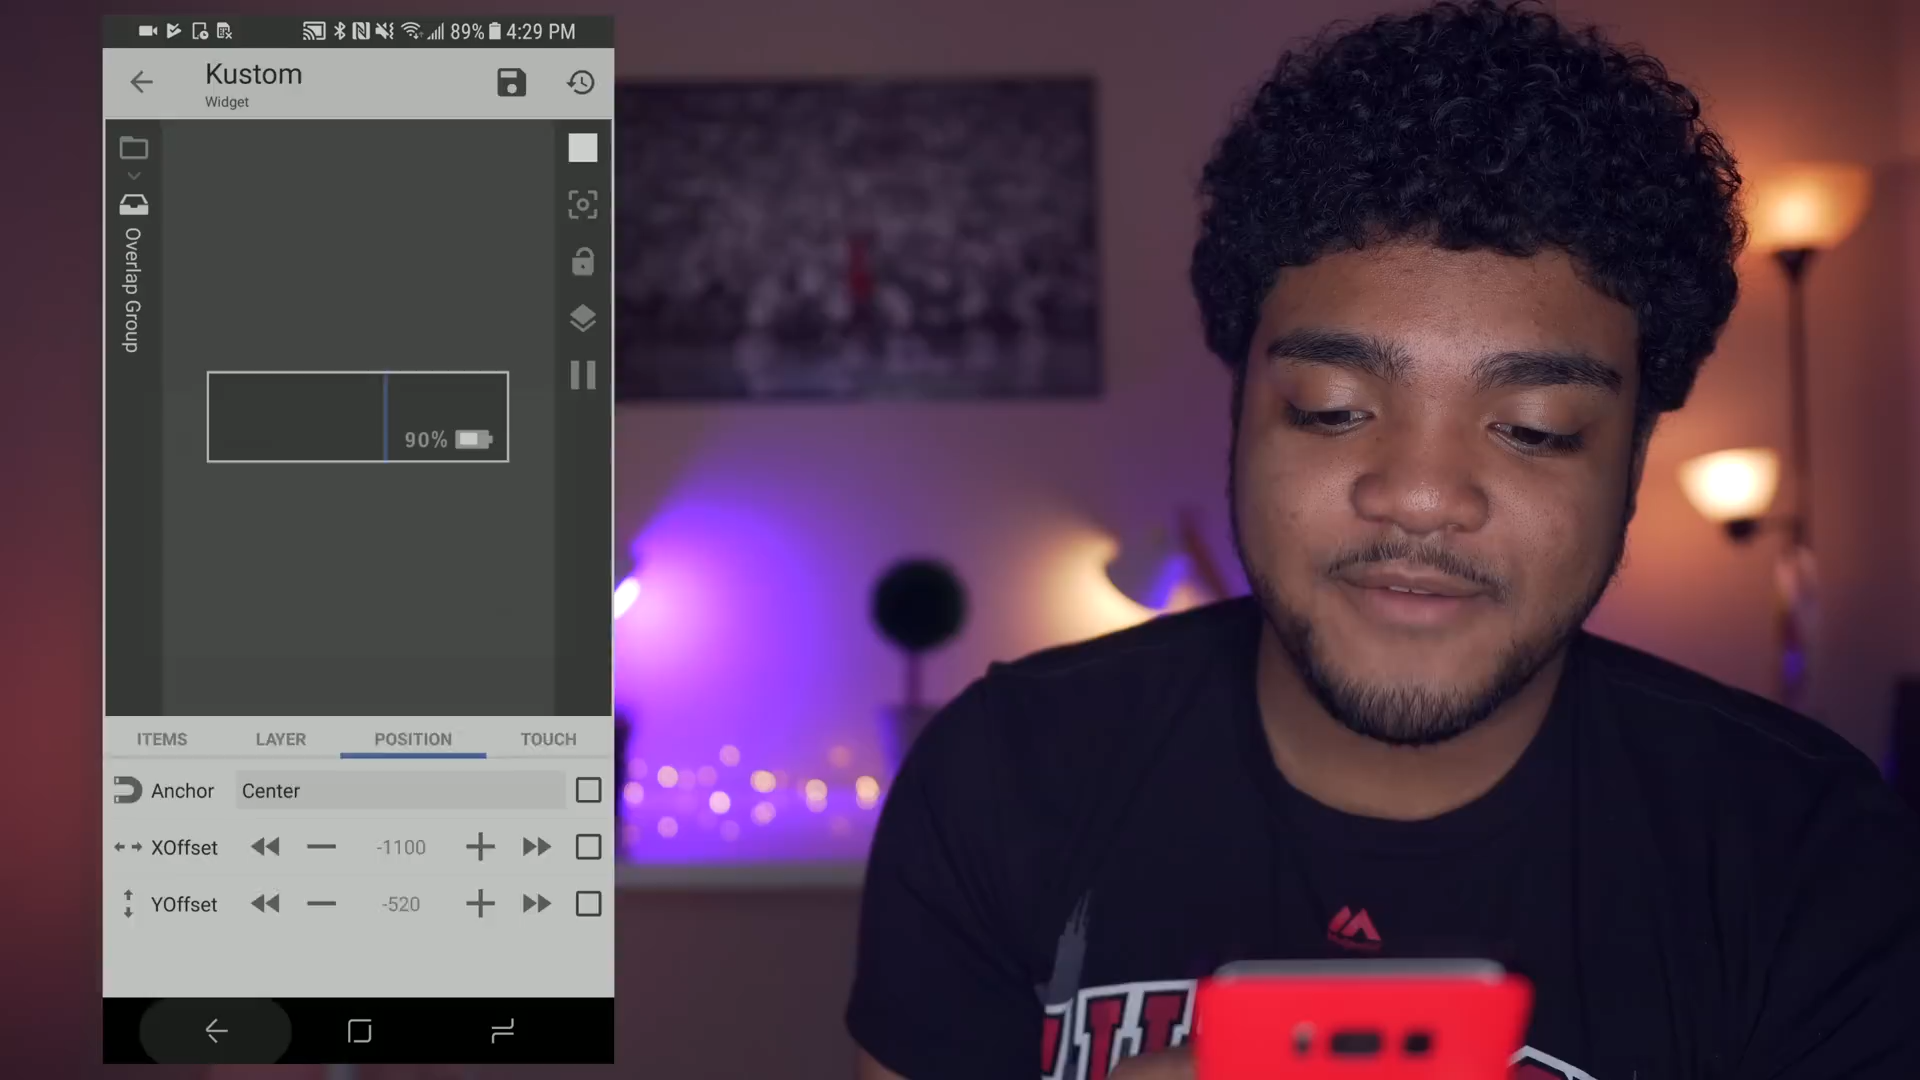 89% 4:29 PM
Kustom
Widget
Overlap Group
90%
ITEMS LAYER POSITION TOUCH
Anchor Center
XOffset -1100
YOffset -520